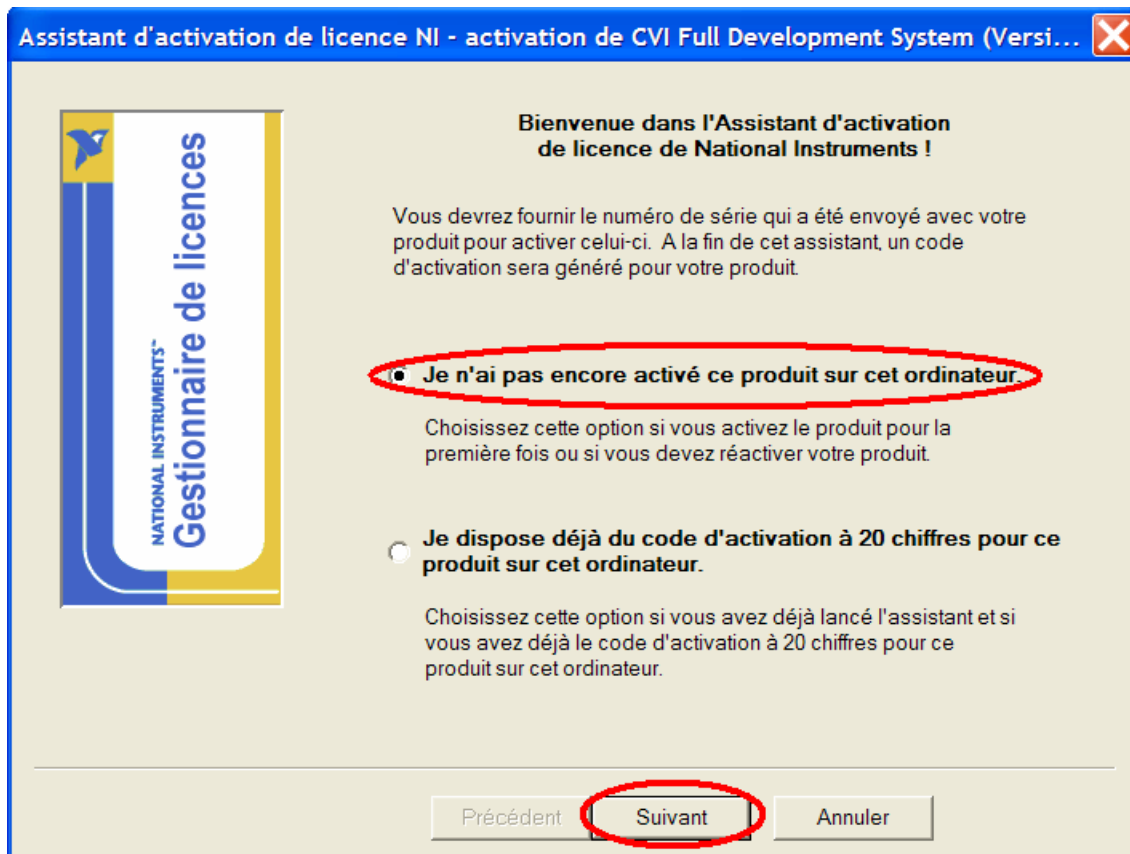 Assistant d'activation de licence NI - activation de CVI Full Development System (Versi...
NATIONAL INSTRUMENTS™
Gestionnaire de licences
Bienvenue dans l'Assistant d'activation
de licence de National Instruments !
Vous devrez fournir le numéro de série qui a été envoyé avec votre
produit pour activer celui-ci. A la fin de cet assistant, un code
d'activation sera généré pour votre produit.
Je n'ai pas encore activé ce produit sur cet ordinateur.
Choisissez cette option si vous activez le produit pour la
première fois ou si vous devez réactiver votre produit.
Je dispose déjà du code d'activation à 20 chiffres pour ce
produit sur cet ordinateur.
Choisissez cette option si vous avez déjà lancé l'assistant et si
vous avez déjà le code d'activation à 20 chiffres pour ce
produit sur cet ordinateur.
Précédent Suivant Annuler